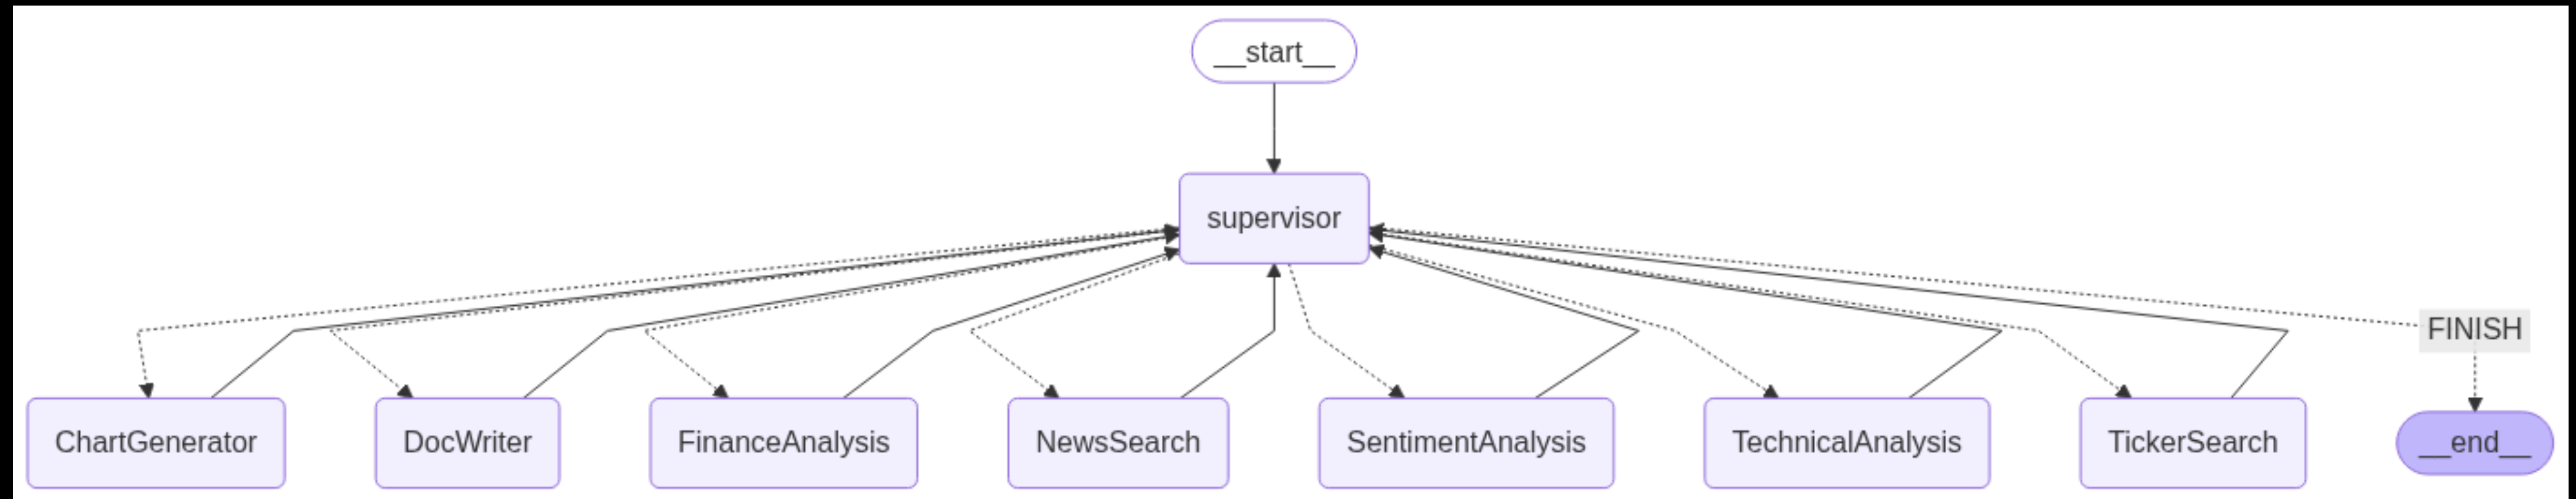 __start__
supervisor
FINISH
ChartGenerator
DocWriter
FinanceAnalysis
NewsSearch
SentimentAnalysis
TechnicalAnalysis
TickerSearch
__end__